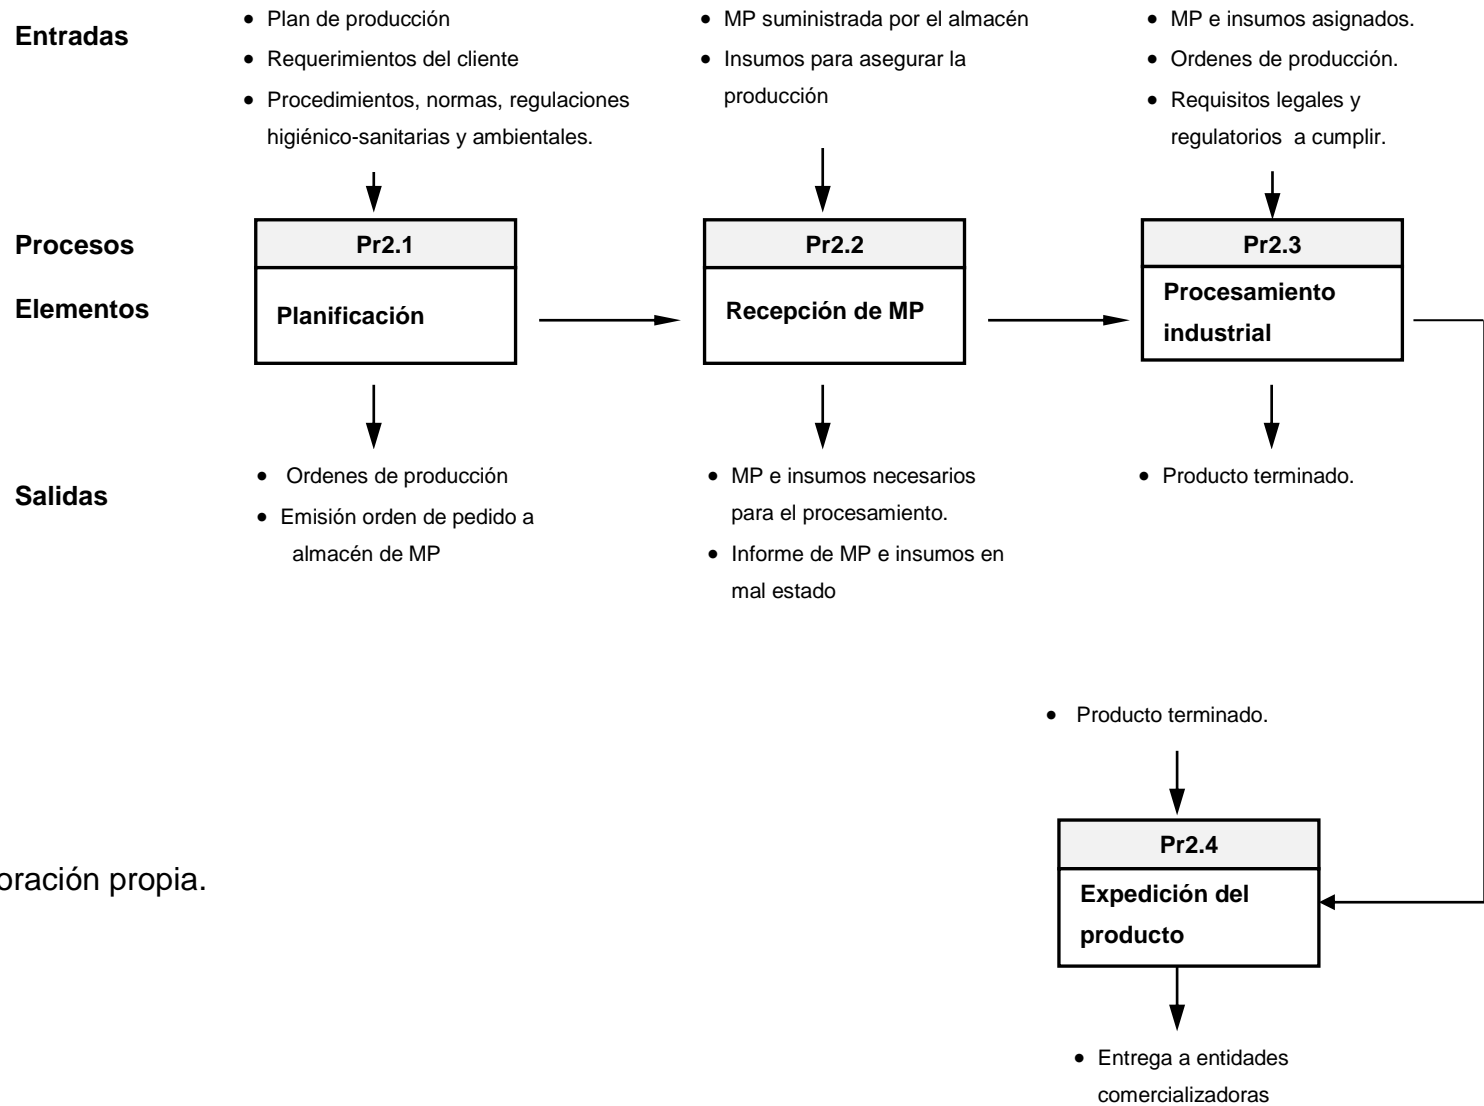 Entradas
• Plan de producción
• Requerimientos del cliente
• Procedimientos, normas, regulaciones
higiénico-sanitarias y ambientales.
• MP suministrada por el almacén
• Insumos para asegurar la
producción
• MP e insumos asignados.
• Ordenes de producción.
• Requisitos legales y
regulatorios a cumplir.
Procesos
Elementos
Pr2.1
Planificación
Pr2.2
Recepción de MP
Pr2.3
Procesamiento
industrial
Salidas
• Ordenes de producción
• Emisión orden de pedido a
almacén de MP
• MP e insumos necesarios
para el procesamiento.
• Informe de MP e insumos en
mal estado
• Producto terminado.
• Producto terminado.
Pr2.4
Expedición del
producto
oración propia.
• Entrega a entidades
comercializadoras